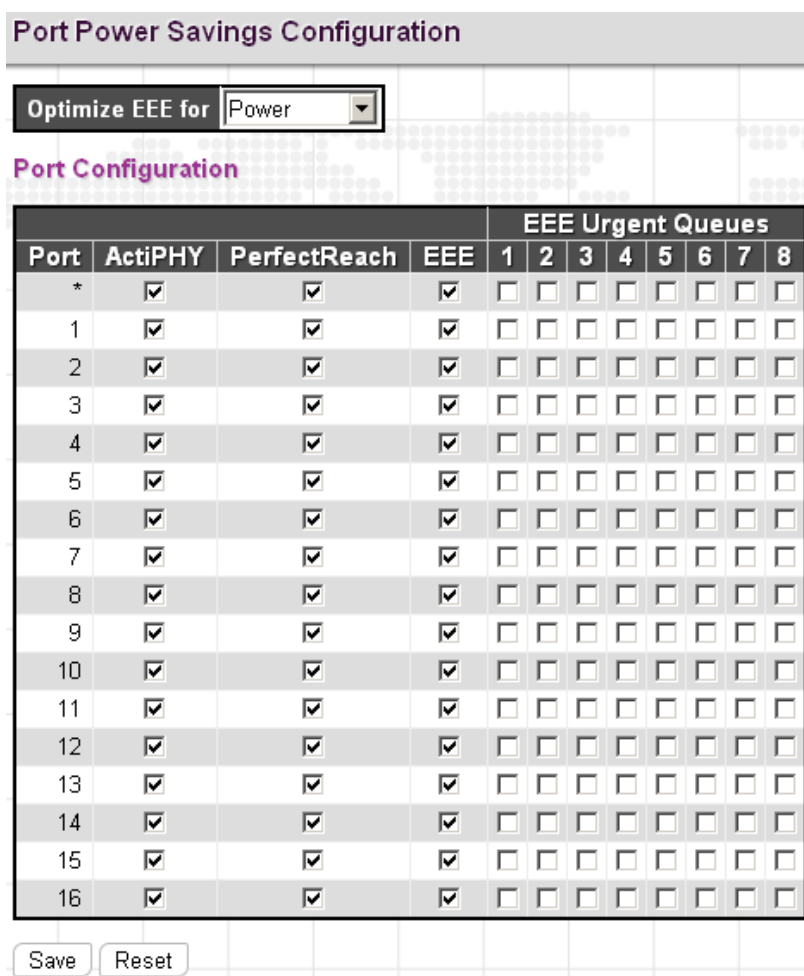 Port Power Savings Configuration
Optimize EEE for Power
Port Configuration
EEE Urgent Queues
Port ActiPHY PerfectReach EEE 1 2 3 4 5 6 7 8
*
1
2
3
4
5
6
7
8
9
10
11
12
13
14
15
16
Save Reset